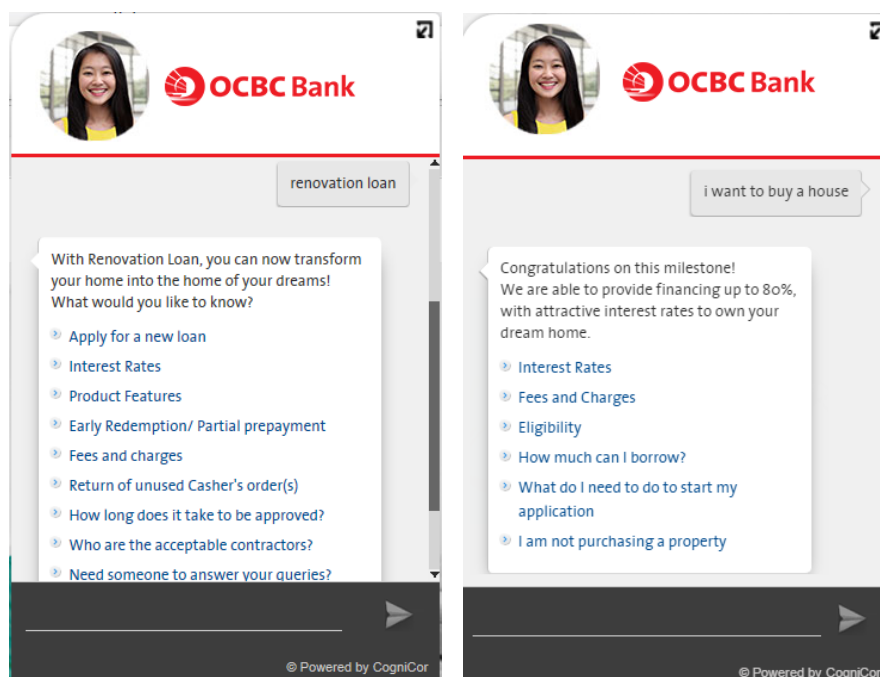 OCBC Bank
renovation loan
With Renovation Loan, you can now transform
your home into the home of your dreams!
What would you like to know?
Apply for a new loan
Interest Rates
Product Features
Early Redemption/ Partial prepayment
Fees and charges
Return of unused Casher's order(s)
How long does it take to be approved?
Who are the acceptable contractors?
Need someone to answer your queries?
© Powered by CogniCor
OCBC Bank
i want to buy a house
Congratulations on this milestone!
We are able to provide financing up to 80%,
with attractive interest rates to own your
dream home.
Interest Rates
Fees and Charges
Eligibility
How much can I borrow?
What do I need to do to start my
application
I am not purchasing a property
© Powered by CogniCor